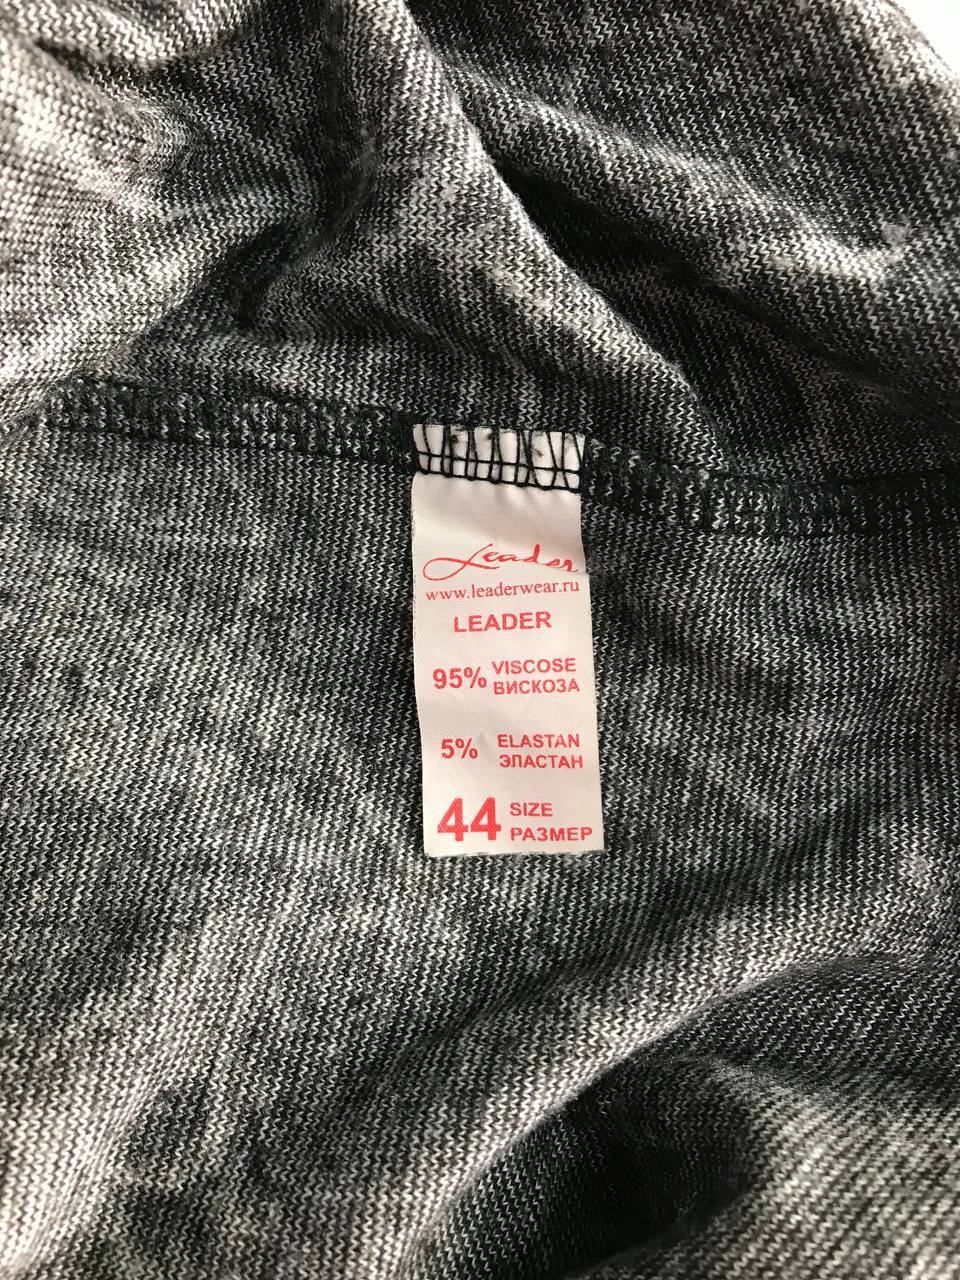 Leader
www.leaderwear.ru
LEADER
95% VISCOSE
ВИСКОЗА
5% ELASTAN
ЭЛАСТАН
44 SIZE
РАЗМЕР